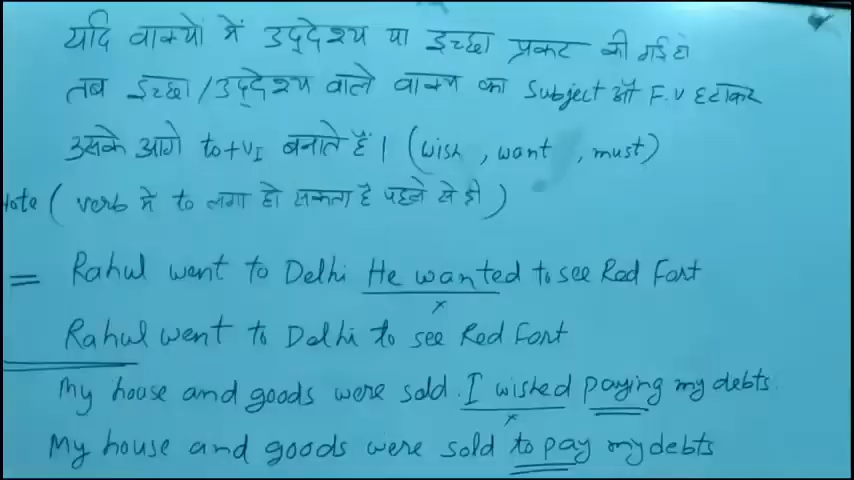 यदि वाक्यों में उद्देश्य या इच्छा प्रकट की गई हो
तब इच्छा/उद्देश्य वाले वाक्य का Subject और F.V हटाकर
उसके आगे to+V₁ बनाते हैं। (wish, want, must)
Note ( verb मे to लगा हो सकता है पहले से ही )
= Rahul went to Delhi He wanted to see Red Fort
x
Rahul went to Delhi to see Red Fort
My house and goods were sold. I wished paying my debts.
x
My house and goods were sold to pay my debts